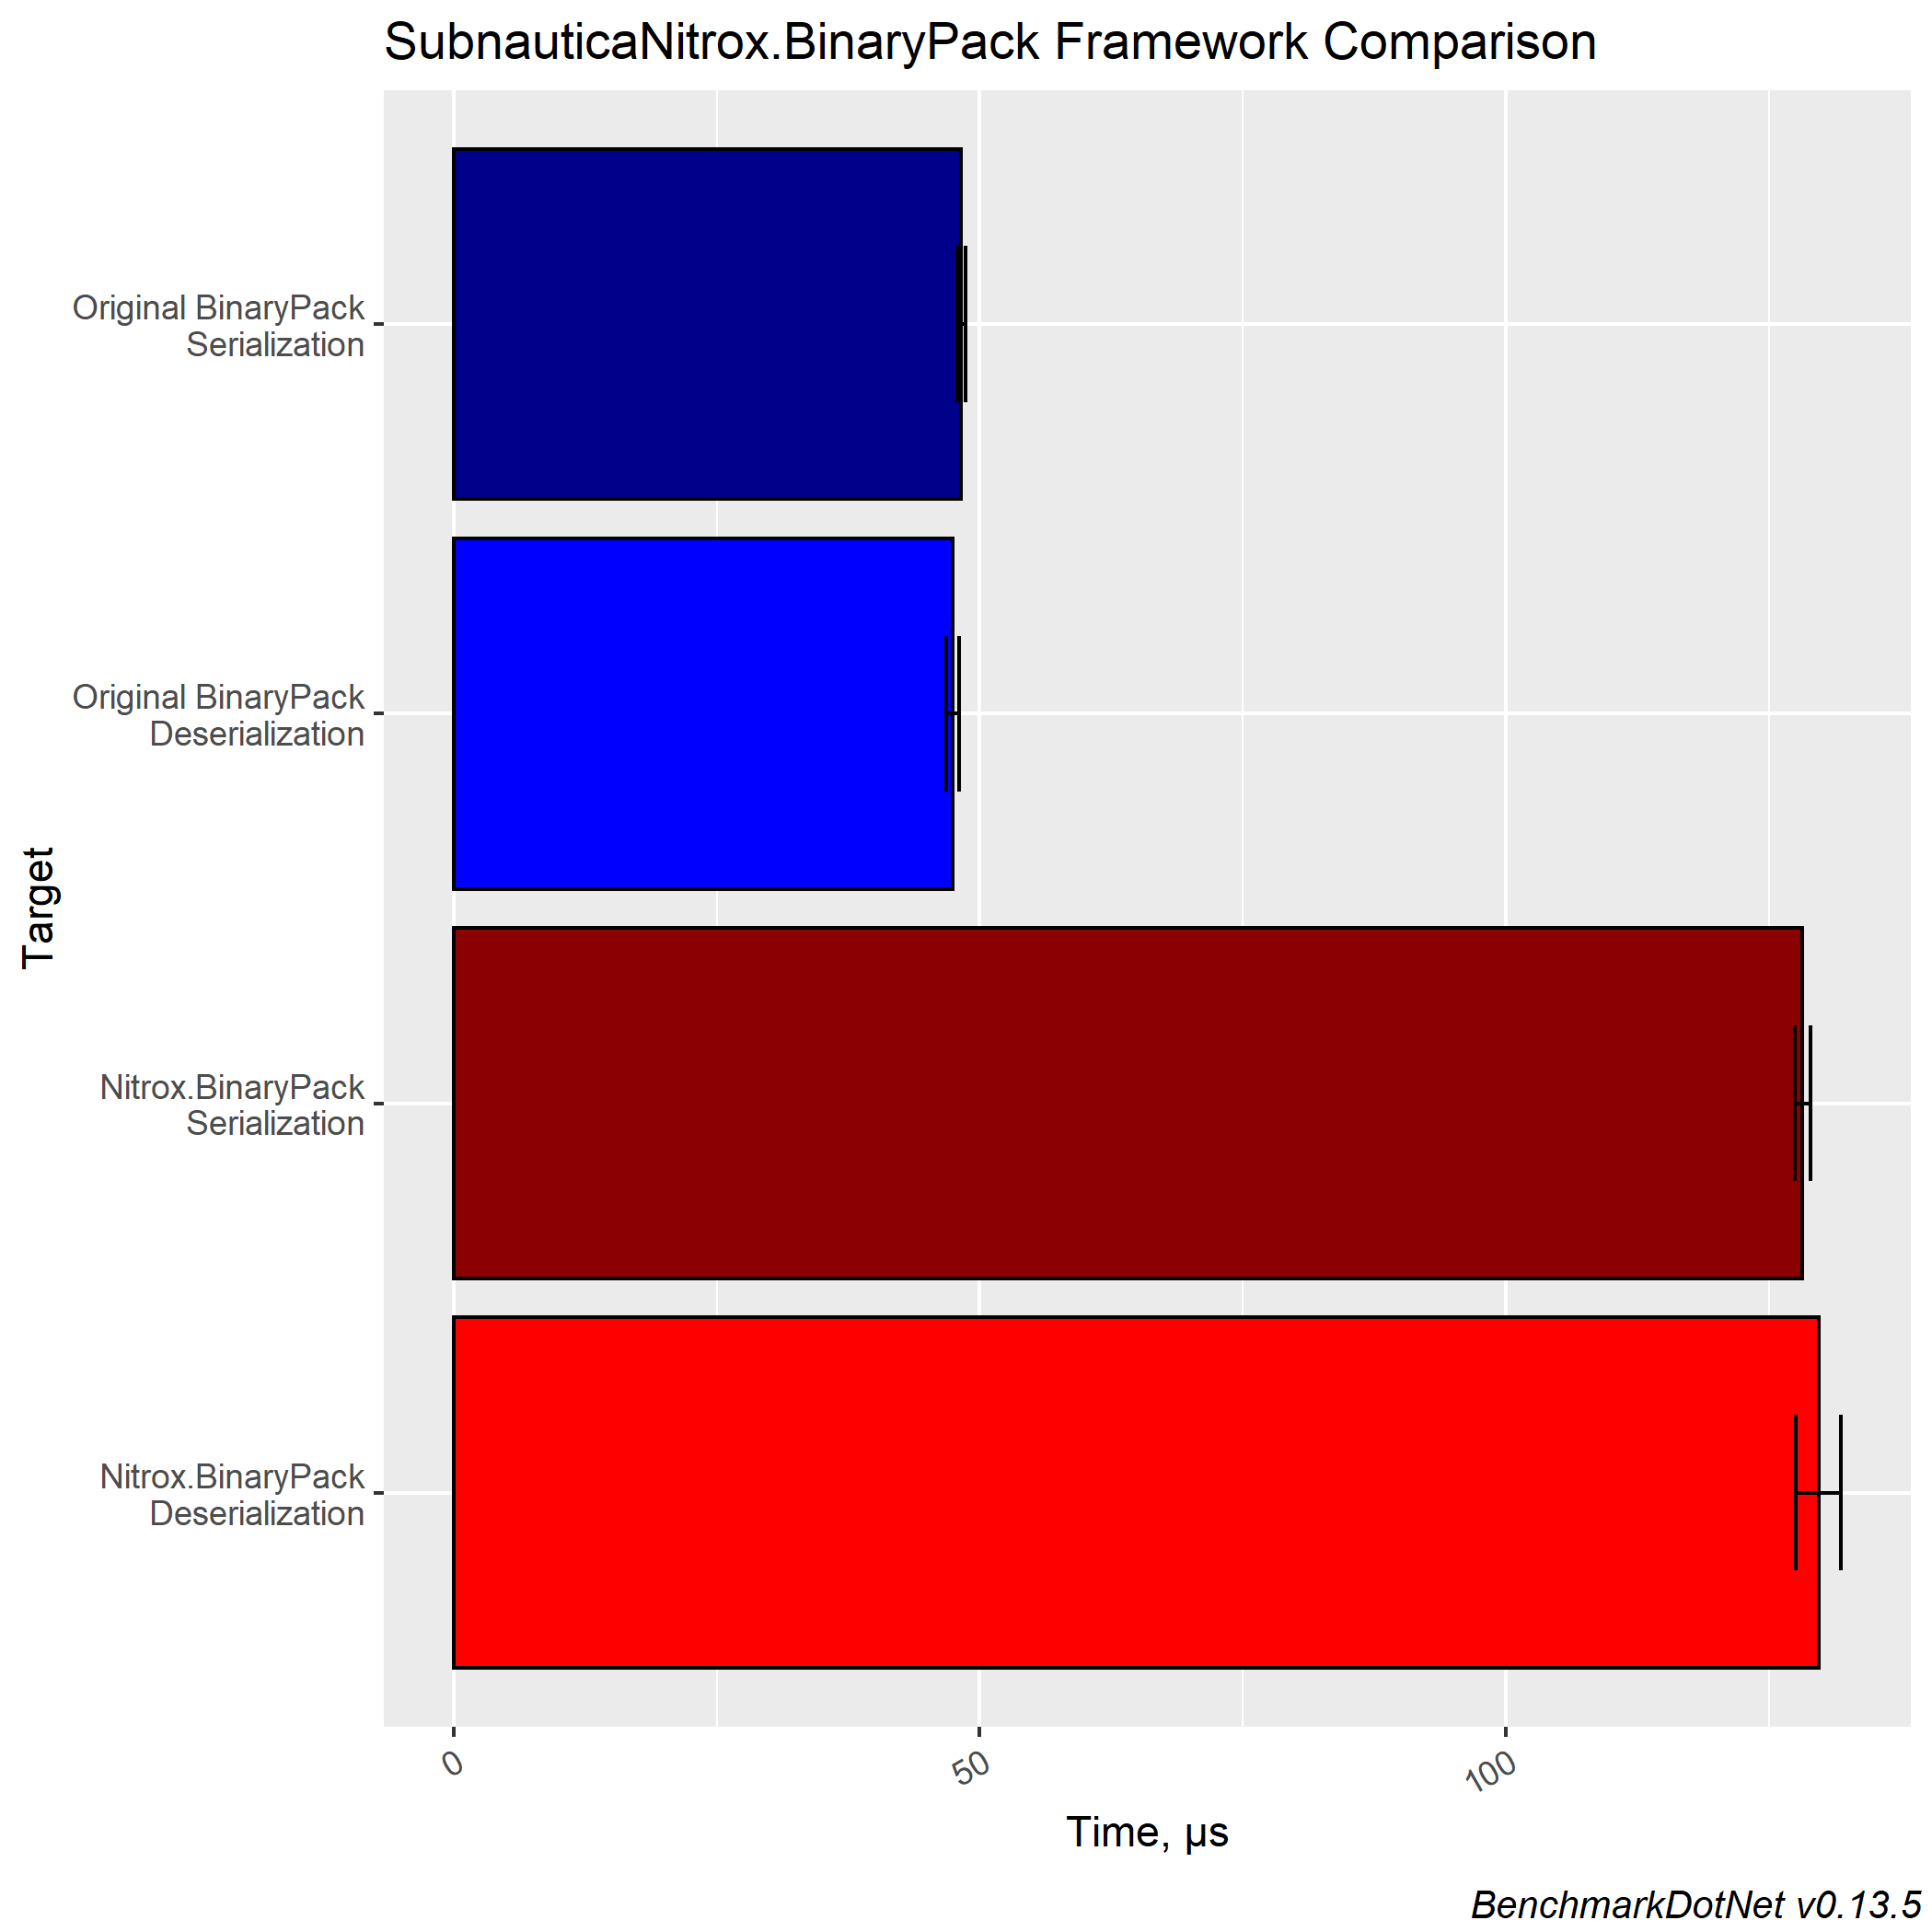 SubnauticaNitrox.BinaryPack Framework Comparison
Original BinaryPack
Serialization
Original BinaryPack
Deserialization
Target
Nitrox.BinaryPack
Serialization
Nitrox.BinaryPack
Deserialization
0
50
100
Time, µs
BenchmarkDotNet v0.13.5